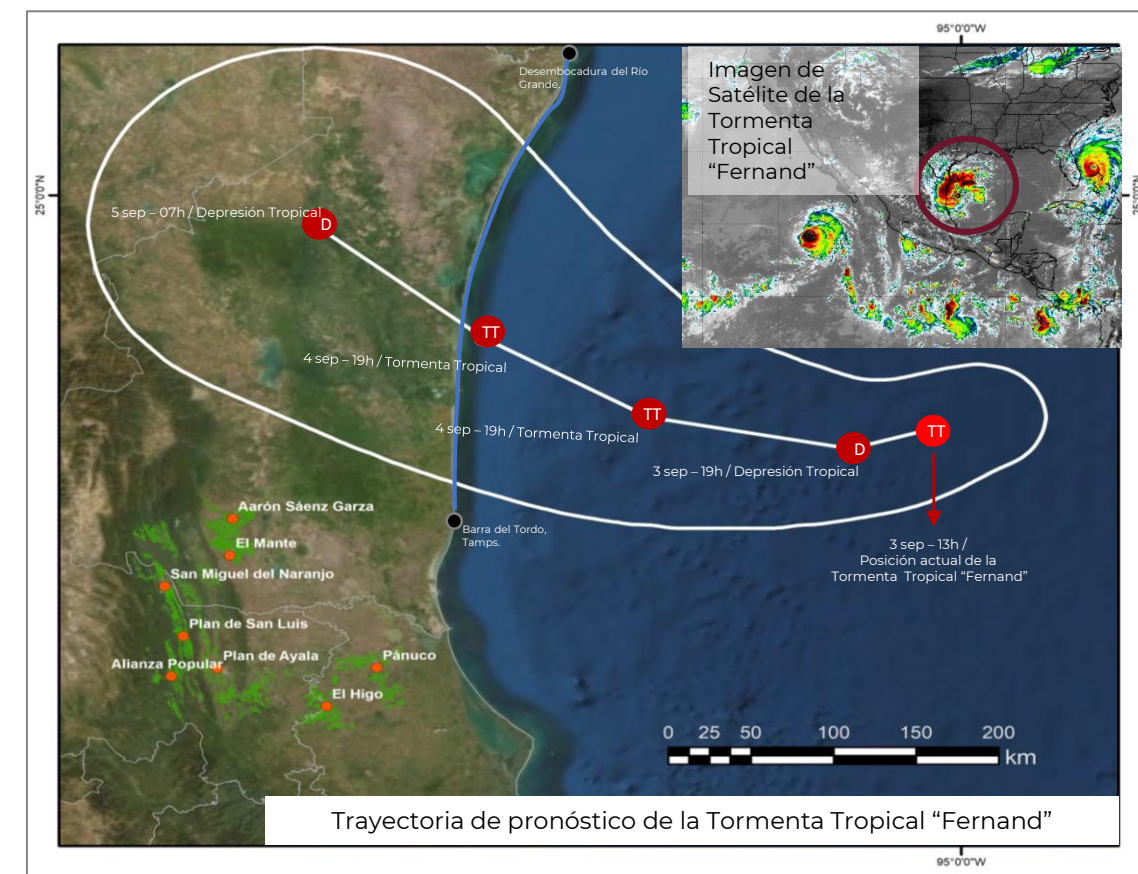 95°0'0"W
Desembocadura del Río
Grande.
Imagen de
Satélite de la
Tormenta
Tropical
“Fernand”
25°0'0"N
25°0'0"N
5 sep – 07h / Depresión Tropical
D
TT
4 sep – 19h / Tormenta Tropical
TT
4 sep – 19h / Tormenta Tropical
TT
D
3 sep – 19h / Depresión Tropical
Aarón Sáenz Garza
Barra del Tordo,
Tamps.
3 sep – 13h /
Posición actual de la
Tormenta Tropical “Fernand”
El Mante
San Miguel del Naranjo
Plan de San Luis
Alianza Popular
Plan de Ayala
Pánuco
El Higo
0 25 50 100 150 200
km
Trayectoria de pronóstico de la Tormenta Tropical “Fernand”
95°0'0"W